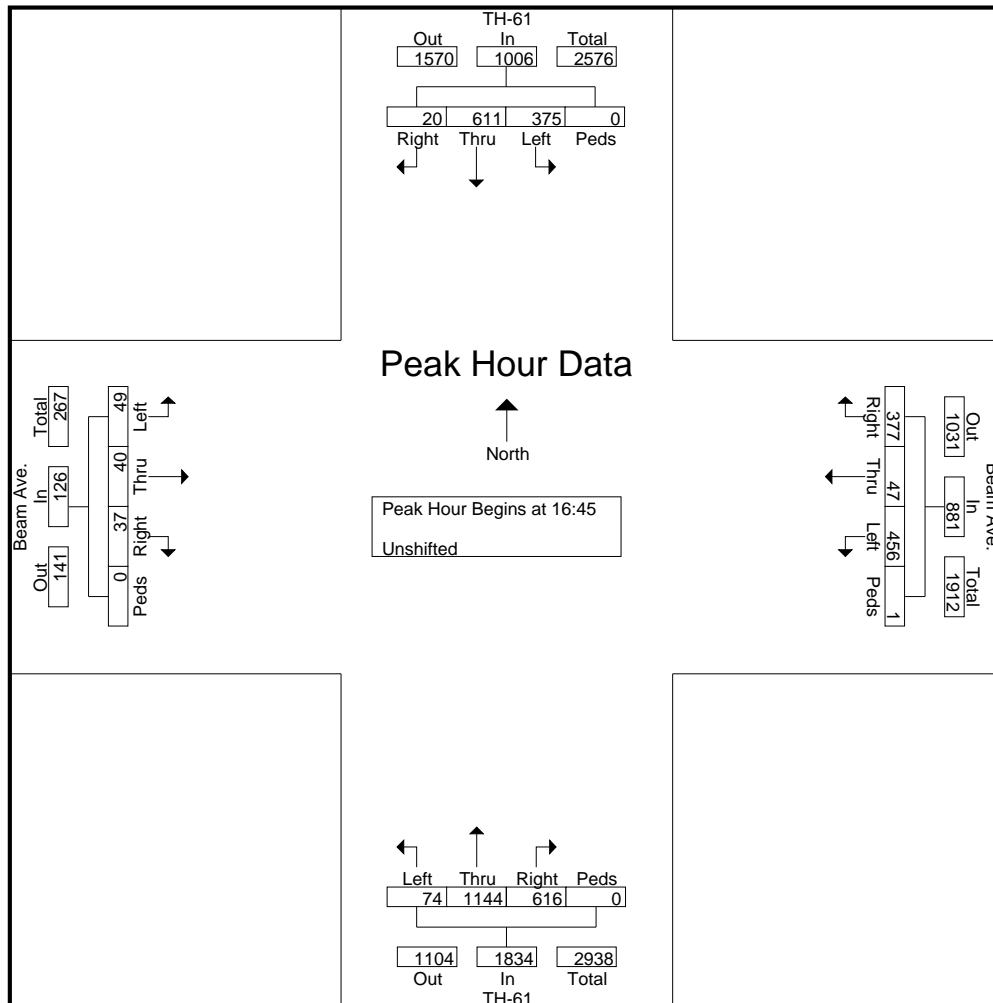 TH-61
Out In Total
1570 1006 2576
20 611 375 0
Right Thru Left Peds
Peak Hour Data
North
Peak Hour Begins at 16:45
Unshifted
Beam Ave.
Total In Out
267 126 141
49 40 37 0
Left Thru Right Peds
Right Thru Left Peds
377 47 456 1
Out In Total
1031 881 1912
Beam Ave.
Left Thru Right Peds
74 1144 616 0
1104 1834 2938
Out In Total
TH-61